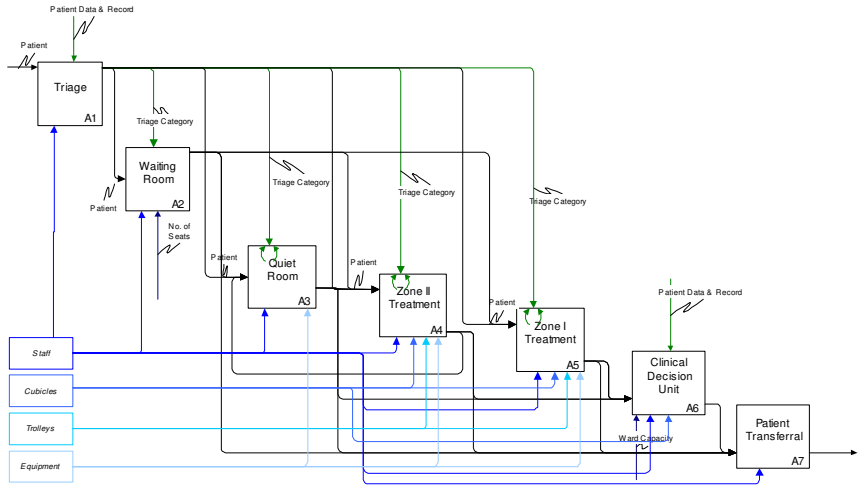 Patient Data & Record
Patient
Triage
A1
Triage Category
Waiting
Room
A2
Patient
No. of
Seats
Triage Category
Triage Category
Triage Category
Patient
Quiet
Room
A3
Patient
Zone II
Treatment
A4
Patient
Zone I
Treatment
A5
Patient Data & Record
Staff
Cubicles
Trolleys
Equipment
Clinical
Decision
Unit
A6
Ward Capacity
Patient
Transferral
A7